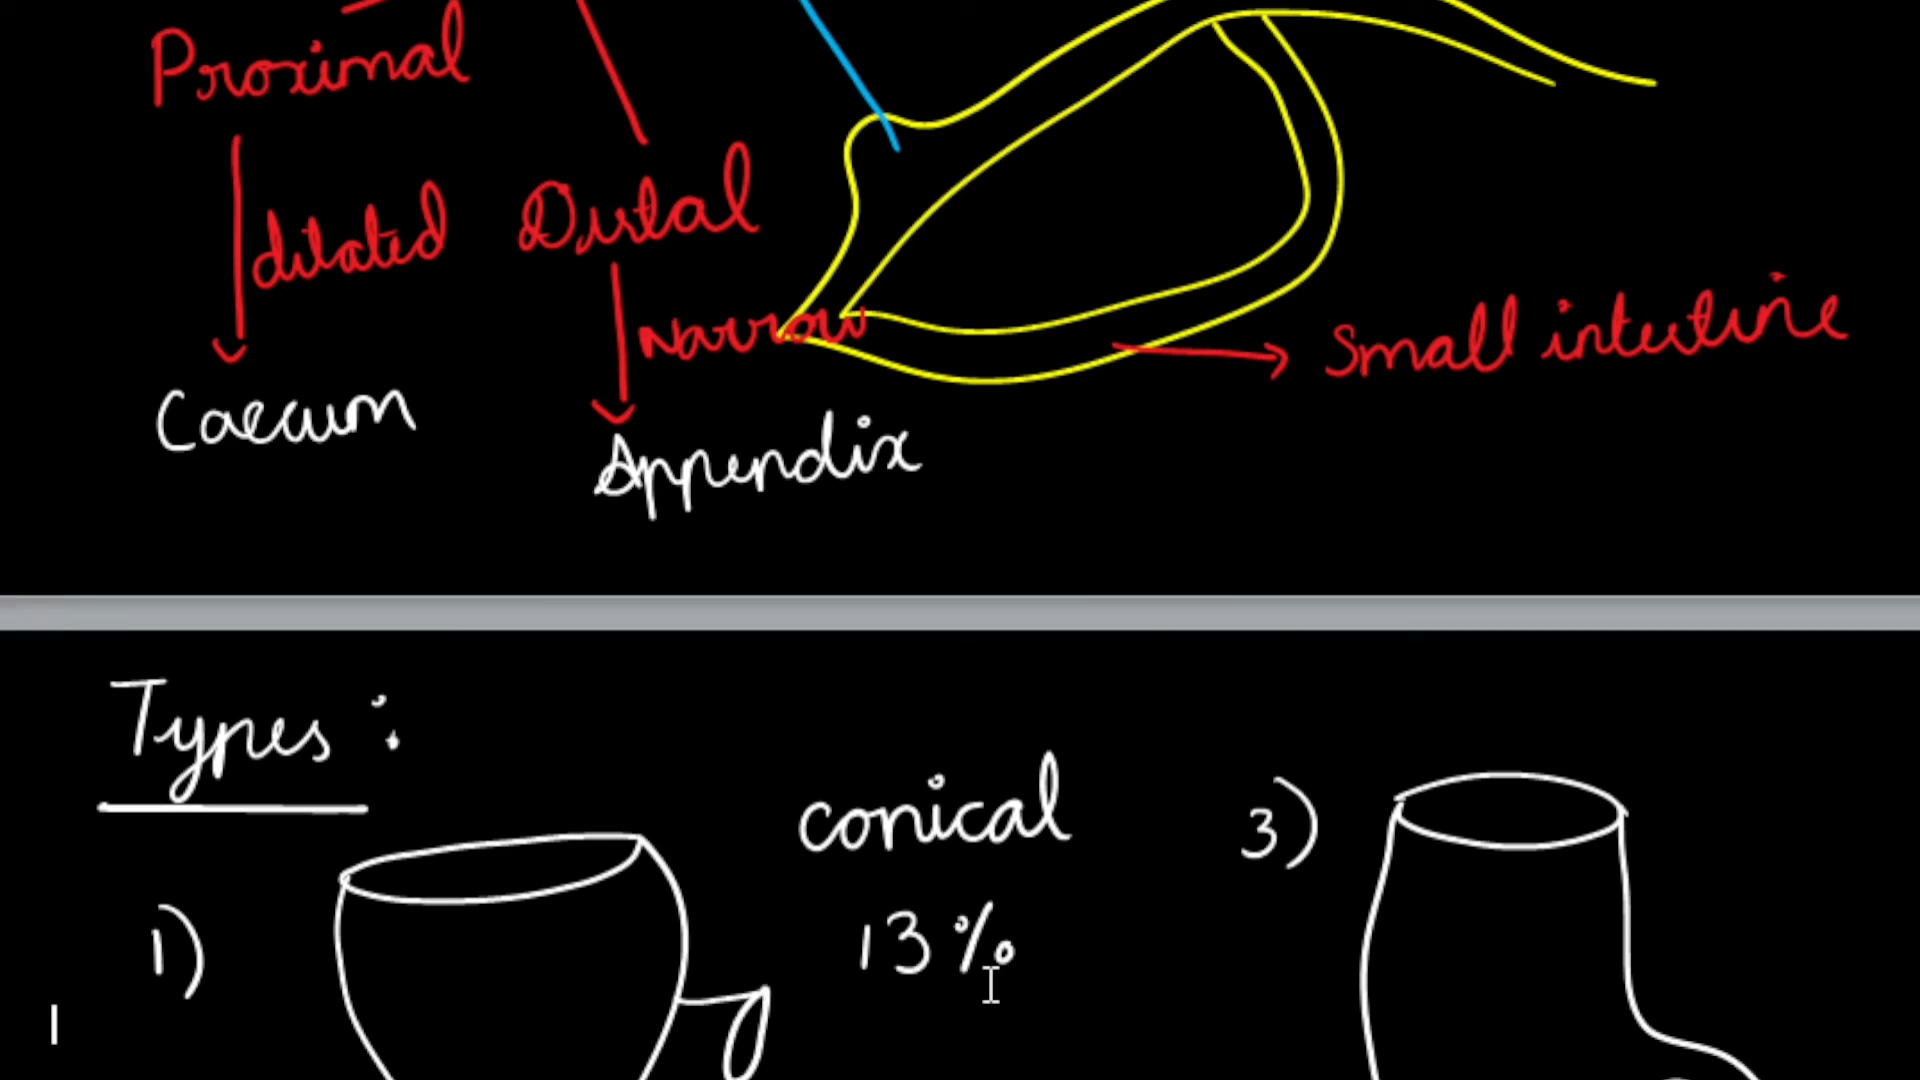 Proximal
dilated
Distal
Narrow
Small intestine
Caecum
Appendix
Types :
conical
13%
1)
3)